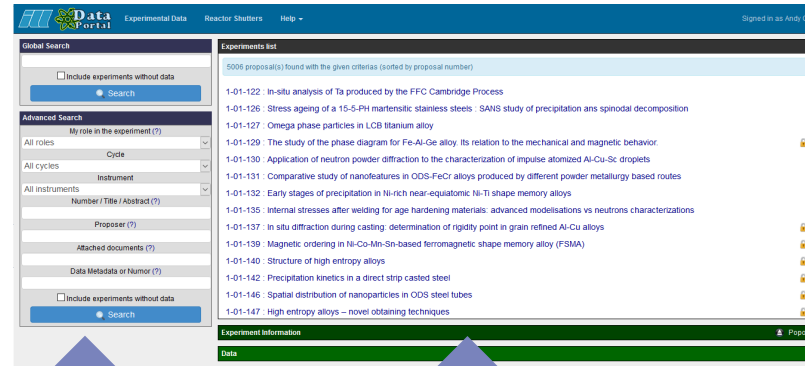 Data Portal
Experimental Data Reactor Shutters Help
Signed in as Andy
Global Search
Include experiments without data
Search
Advanced Search
My role in the experiment (?)
All roles
Cycle
All cycles
Instrument
All instruments
Number / Title / Abstract (?)
Proposer (?)
Attached documents (?)
Data Metadata or Numor (?)
Include experiments without data
Search
Experiments list
5006 proposal(s) found with the given criterias (sorted by proposal number)
1-01-122 : In-situ analysis of Ta produced by the FFC Cambridge Process
1-01-126 : Stress ageing of a 15-5-PH martensitic stainless steels : SANS study of precipitation ans spinodal decomposition
1-01-127 : Omega phase particles in LCB titanium alloy
1-01-129 : The study of the phase diagram for Fe-Al-Ge alloy. Its relation to the mechanical and magnetic behavior.
1-01-130 : Application of neutron powder diffraction to the characterization of impulse atomized Al-Cu-Sc droplets
1-01-131 : Comparative study of nanofeatures in ODS-FeCr alloys produced by different powder metallurgy based routes
1-01-132 : Early stages of precipitation in Ni-rich near-equiatomic Ni-Ti shape memory alloys
1-01-135 : Internal stresses after welding for age hardening materials: advanced modelisations vs neutrons characterizations
1-01-137 : In situ diffraction during casting: determination of rigidity point in grain refined Al-Cu alloys
1-01-139 : Magnetic ordering in Ni-Co-Mn-Sn-based ferromagnetic shape memory alloy (FSMA)
1-01-140 : Structure of high entropy alloys
1-01-142 : Precipitation kinetics in a direct strip casted steel
1-01-146 : Spatial distribution of nanoparticles in ODS steel tubes
1-01-147 : High entropy alloys – novel obtaining techniques
Experiment Information
Data